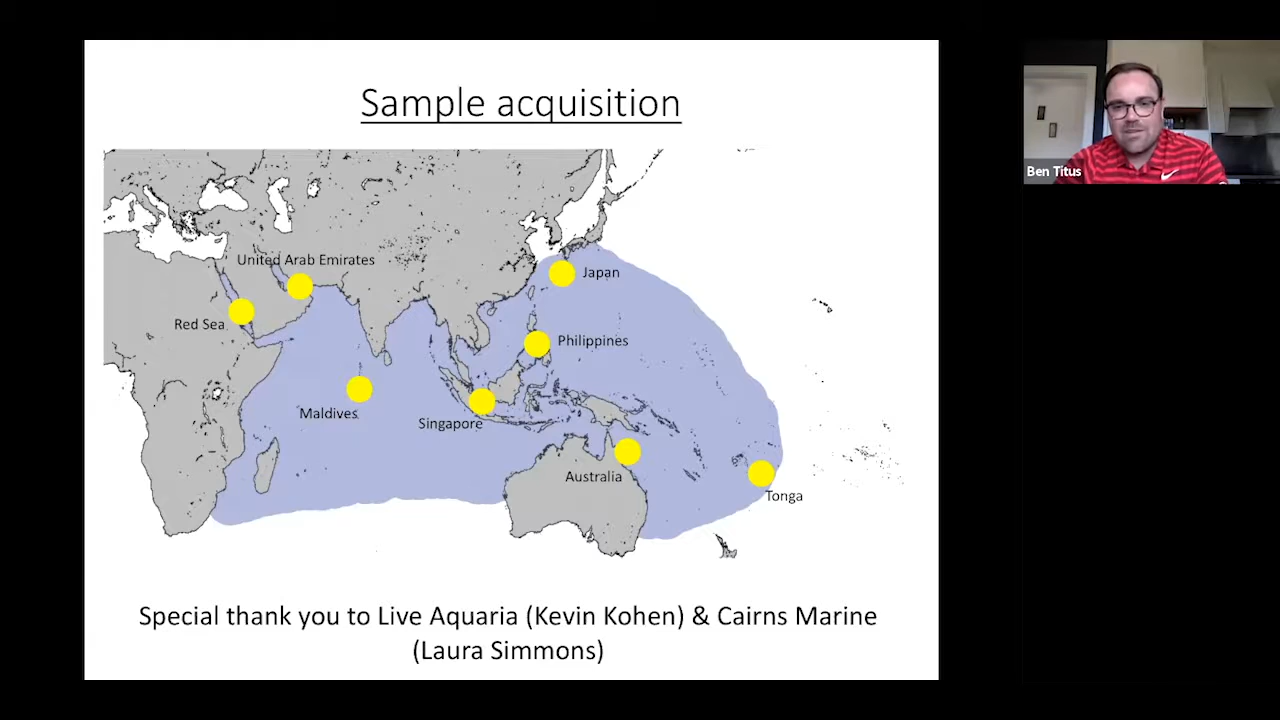 Sample acquisition
Ben Titus
United Arab Emirates
Japan
Red Sea
Philippines
Maldives
Singapore
Australia
Tonga
Special thank you to Live Aquaria (Kevin Kohen) & Cairns Marine
(Laura Simmons)